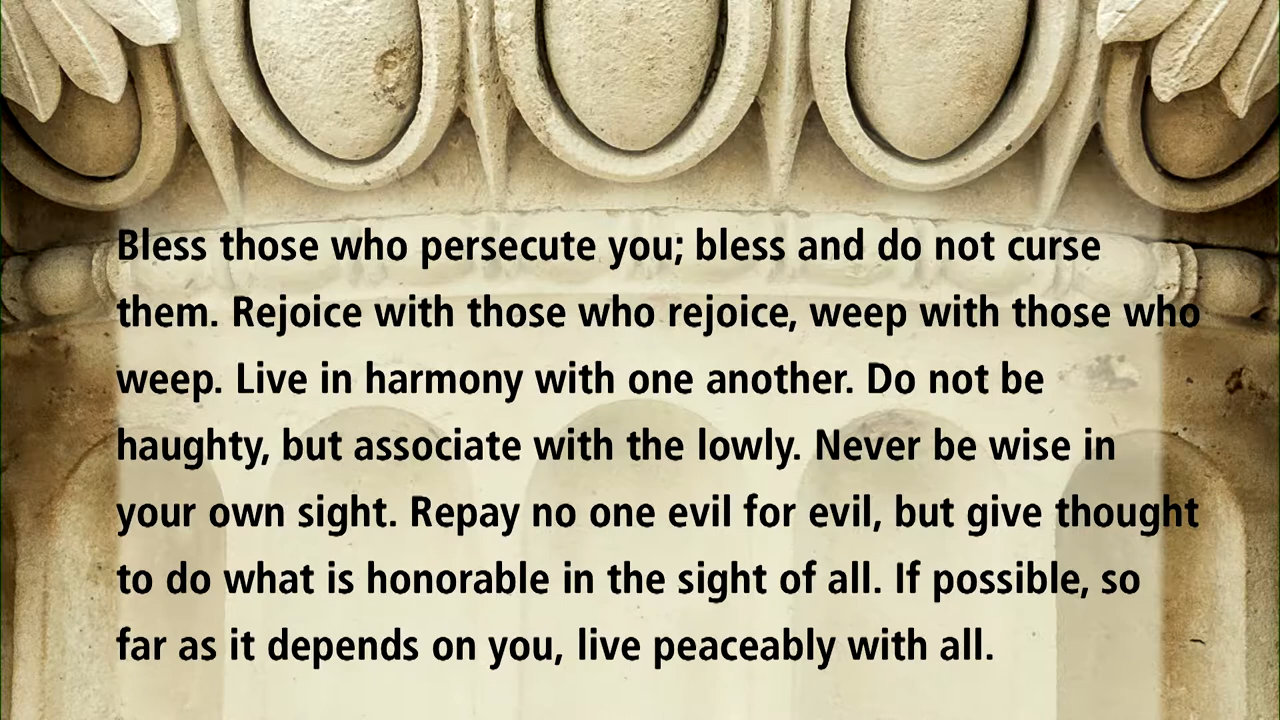 Bless those who persecute you; bless and do not curse
them. Rejoice with those who rejoice, weep with those who
weep. Live in harmony with one another. Do not be
haughty, but associate with the lowly. Never be wise in
your own sight. Repay no one evil for evil, but give thought
to do what is honorable in the sight of all. If possible, so
far as it depends on you, live peaceably with all.